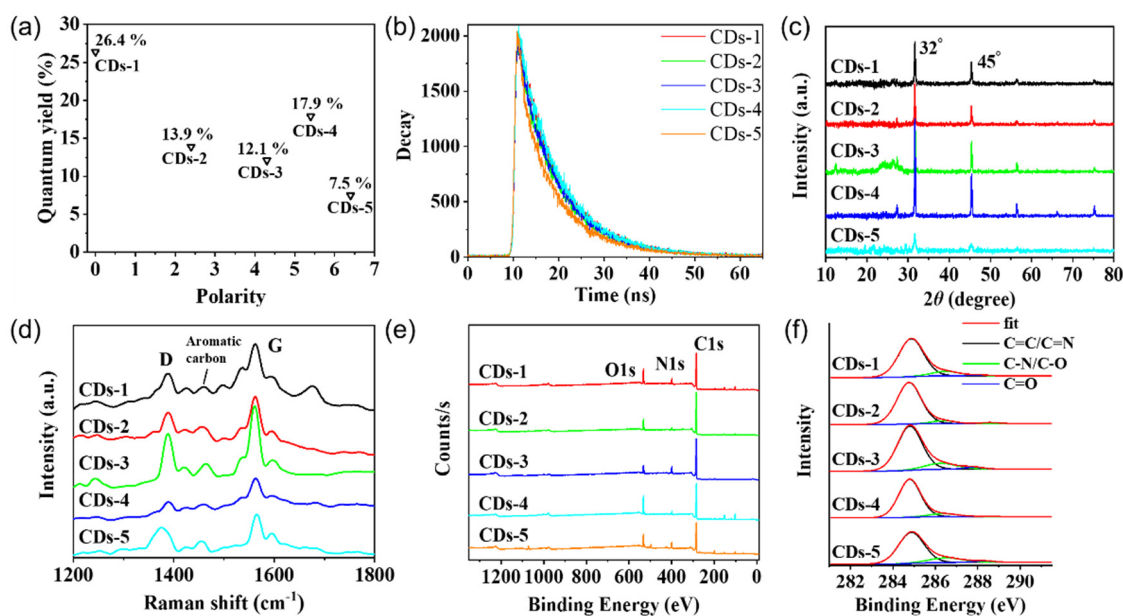 (a)
30
25
20
15
10
5
0
Quantum yield (%)
26.4 %
CDs-1
13.9 %
CDs-2
12.1 %
CDs-3
17.9 %
CDs-4
7.5 %
CDs-5
0 1 2 3 4 5 6 7
Polarity
(b)
2000
1500
1000
500
0
Decay
CDs-1
CDs-2
CDs-3
CDs-4
CDs-5
0 10 20 30 40 50 60
Time (ns)
(c)
Intensity (a.u.)
32°
45°
CDs-1
CDs-2
CDs-3
CDs-4
CDs-5
10 20 30 40 50 60 70 80
2θ (degree)
(d)
Intensity (a.u.)
D
Aromatic
carbon
G
CDs-1
CDs-2
CDs-3
CDs-4
CDs-5
1200 1400 1600 1800
Raman shift (cm⁻¹)
(e)
Counts/s
O1s
N1s
C1s
CDs-1
CDs-2
CDs-3
CDs-4
CDs-5
1200 1000 800 600 400 200 0
Binding Energy (eV)
(f)
Intensity
fit
C=C/C=N
C-N/C-O
C=O
CDs-1
CDs-2
CDs-3
CDs-4
CDs-5
282 284 286 288 290
Binding Energy (eV)